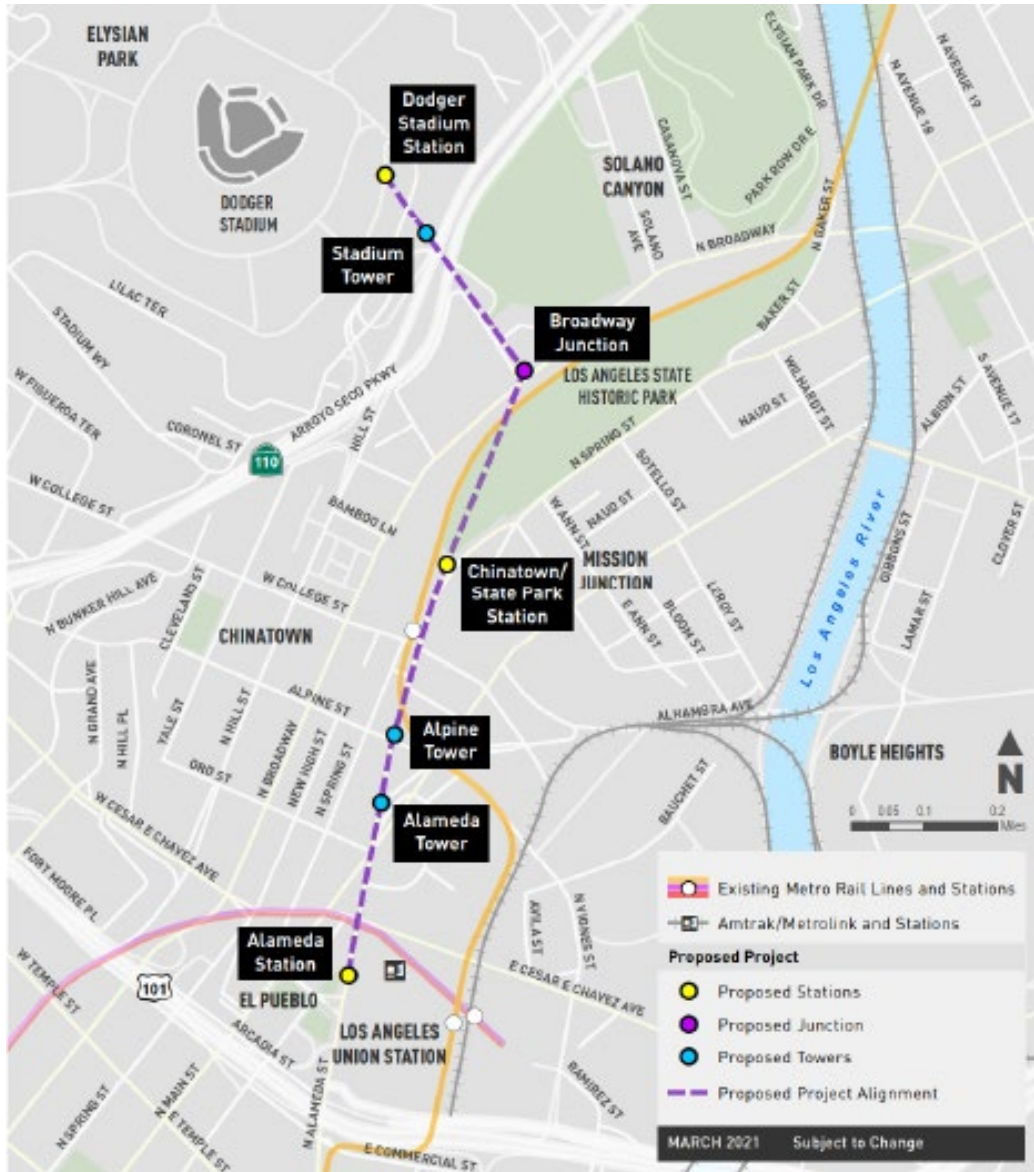 ELYSIAN
PARK
Dodger
Stadium
Station
DODGER
STADIUM
Stadium
Tower
SOLANO
CANYON
CASANOVA ST
SOLANO
AVE
ELYSIAN PARK DR
PARK ROW DR E
N BROADWAY
N BAKER ST
BAKER ST
N AVENUE 18
N AVENUE 19
LILAC TER
STADIUM WY
W FIGUEROA TER
CORONEL ST
ARROYO SECO PKWY
HILL ST
110
W COLLEGE ST
BAMBOO LN
Broadway
Junction
LOS ANGELES STATE
HISTORIC PARK
N SPRING ST
SOTELLO ST
NAUD ST
WILHARDT ST
ALBION ST
S AVENUE 17
CLOVER ST
GIBBONS ST
LAMAR ST
Los Angeles River
W ANN ST
NAUD ST
MISSION
JUNCTION
E ANN ST
BLOOM ST
LEROY ST
Chinatown/
State Park
Station
N BUNKER HILL AVE
CLEVELAND ST
W COLLEGE ST
CHINATOWN
N GRAND AVE
N HILL PL
YALE ST
N HILL ST
ALPINE ST
ORD ST
N BROADWAY
NEW HIGH ST
N SPRING ST
Alpine
Tower
Alameda
Tower
ALHAMBRA AVE
BAUCHET ST
BOYLE HEIGHTS
N
0 0.05 0.1 0.2
Miles
W CESAR E CHAVEZ AVE
FORT MOORE PL
W TEMPLE ST
101
Alameda
Station
EL PUEBLO
ARCADIA ST
LOS ANGELES
UNION STATION
AVILA ST
N VIGNES ST
E CESAR E CHAVEZ AVE
RAMIREZ ST
N SPRING ST
N MAIN ST
E TEMPLE ST
N ALAMEDA ST
E COMMERCIAL ST
Existing Metro Rail Lines and Stations
Amtrak/Metrolink and Stations
Proposed Project
Proposed Stations
Proposed Junction
Proposed Towers
Proposed Project Alignment
MARCH 2021 Subject to Change